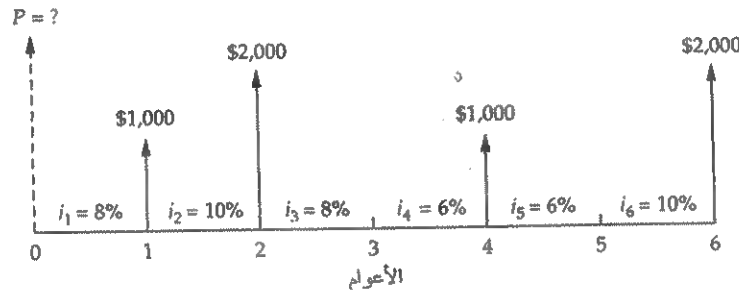 P = ?
$2,000
$2,000
$1,000
$1,000
i₁ = 8% i₂ = 10% i₃ = 8% i₄ = 6% i₅ = 6% i₆ = 10%
0 1 2 3 4 5 6
الأعوام